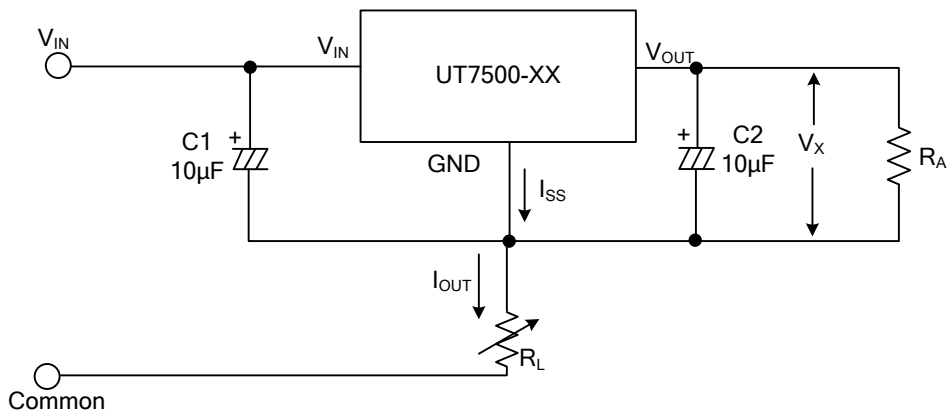 V_IN
V_IN
UT7500-XX
V_OUT
+
C1
10µF
GND
I_SS
+
C2
10µF
V_X
R_A
I_OUT
R_L
Common